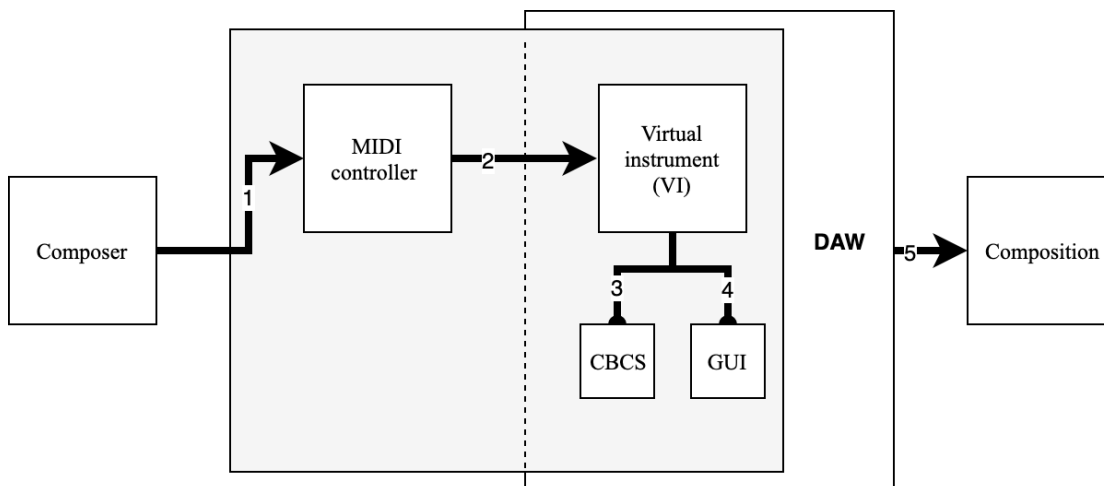 MIDI
controller
Virtual
instrument
(VI)
2
1
Composer
DAW
5
Composition
3
4
CBCS
GUI